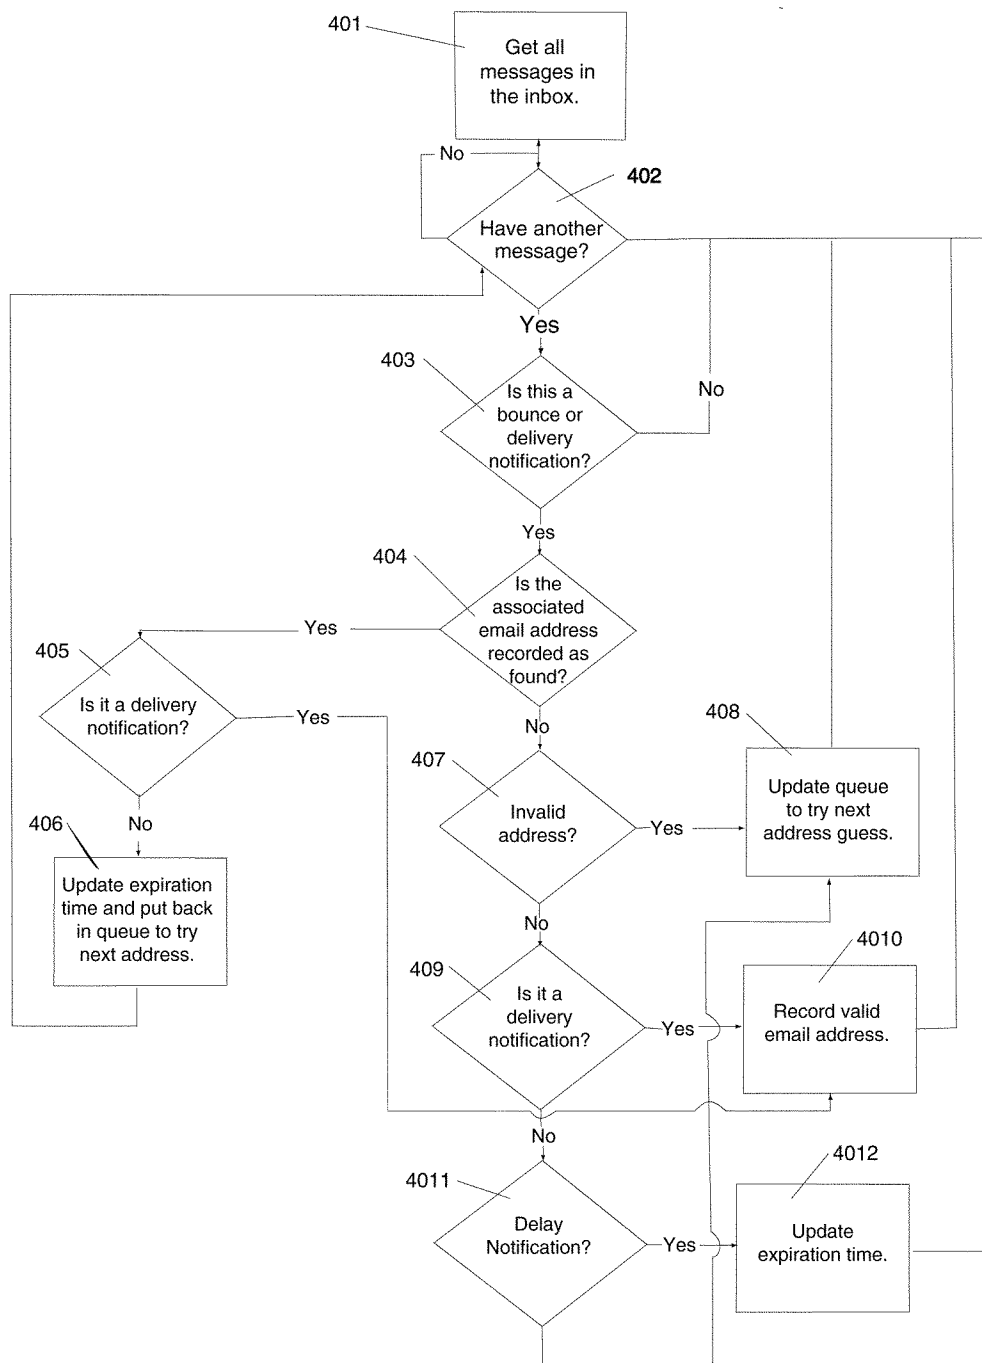 401
Get all
messages in
the inbox.
No
402
Have another
message?
Yes
403
Is this a
bounce or
delivery
notification?
No
Yes
404
Is the
associated
email address
recorded as
found?
Yes
405
Is it a delivery
notification?
Yes
No
408
407
Update queue
to try next
address guess.
Invalid
address?
Yes
No
406
Update expiration
time and put back
in queue to try
next address.
No
4010
409
Is it a
delivery
notification?
Yes
Record valid
email address.
No
4012
4011
Delay
Notification?
Yes
Update
expiration time.